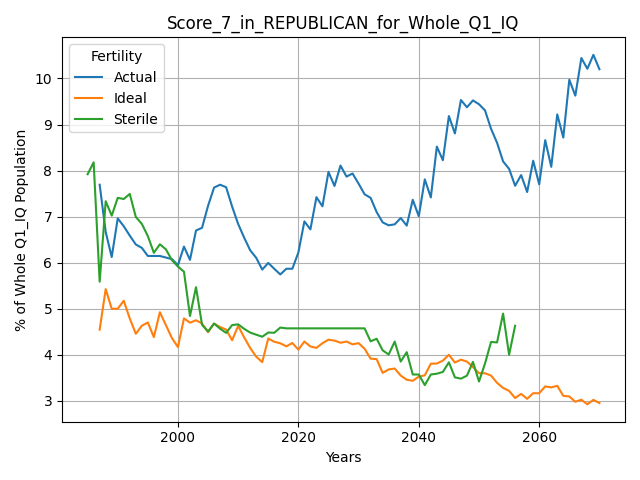 Score_7_in_REPUBLICAN_for_Whole_Q1_IQ
Fertility
Actual
Ideal
Sterile
% of Whole Q1_IQ Population
10
9
8
7
6
5
4
3
2000
2020
2040
2060
Years